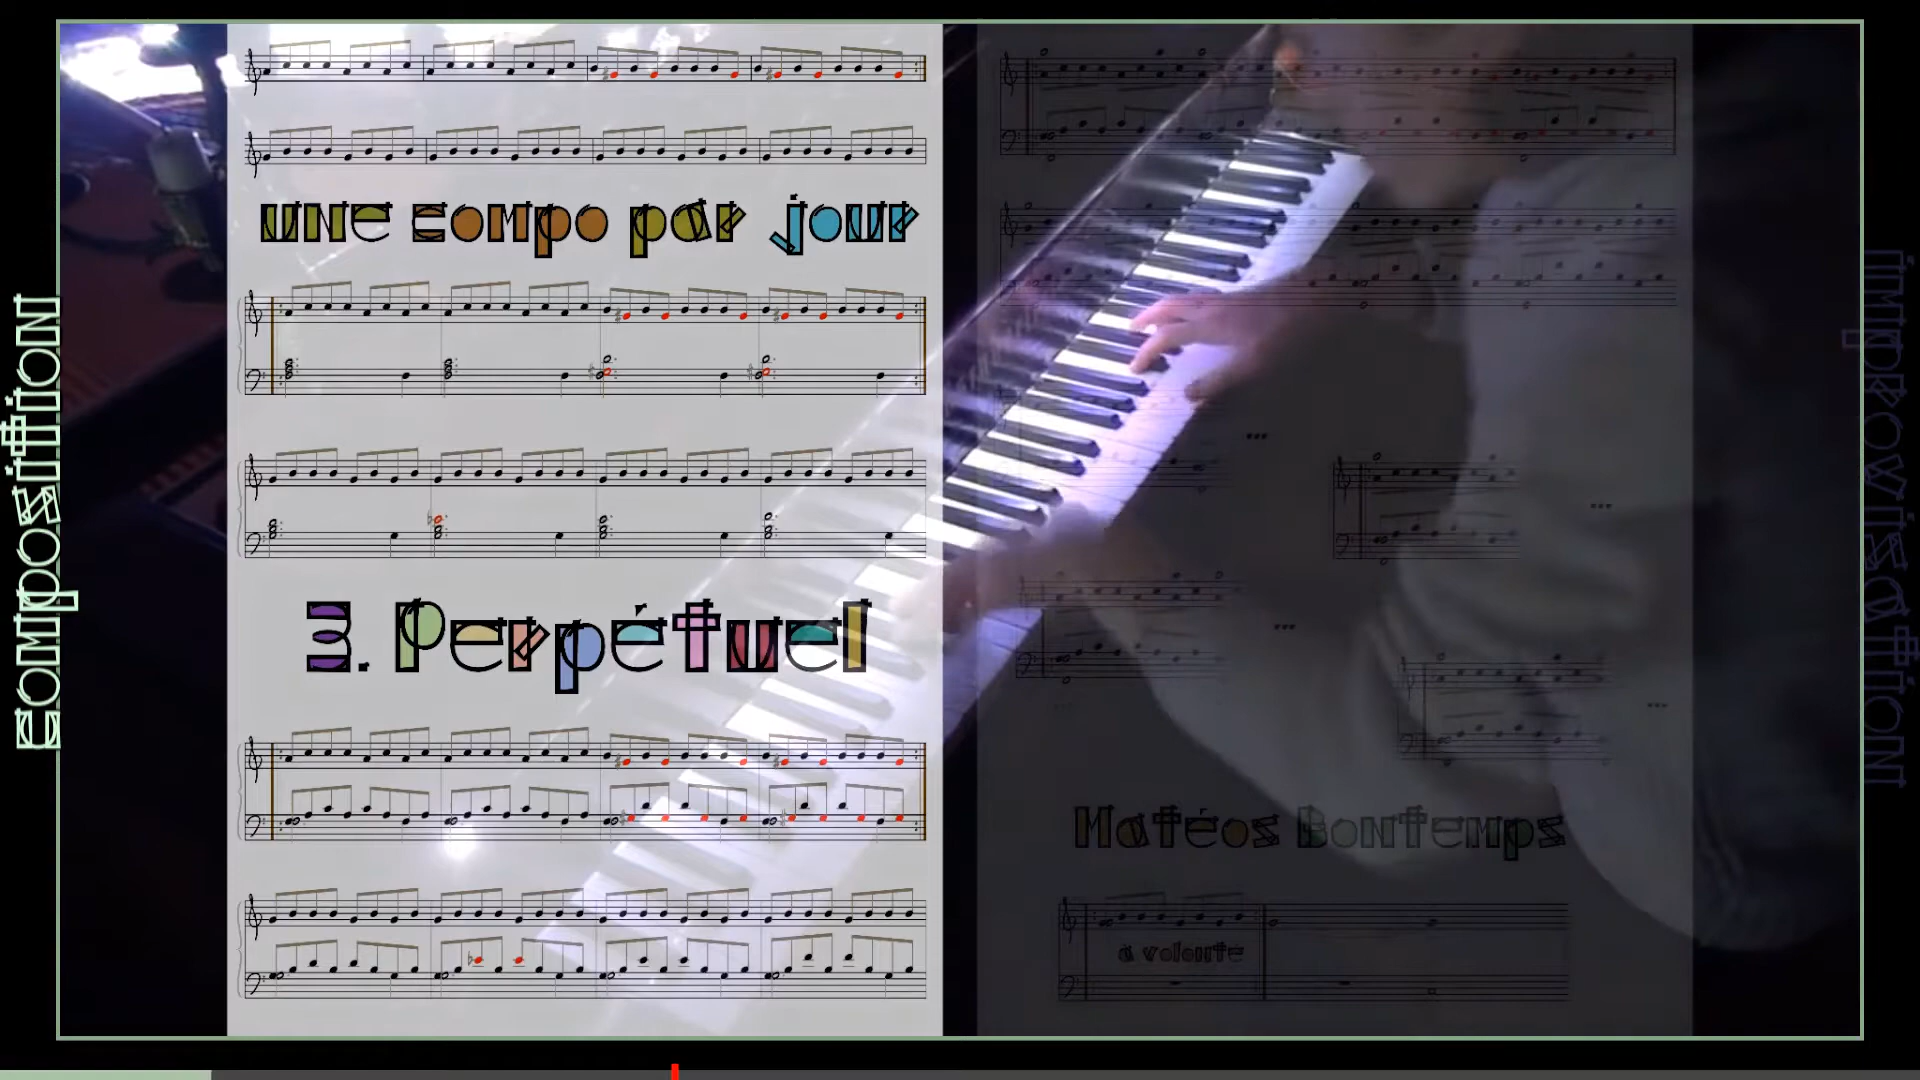 une compo par jour
3. Perpétuel
composition
improvisation
Matéos Bontemps
à volonté